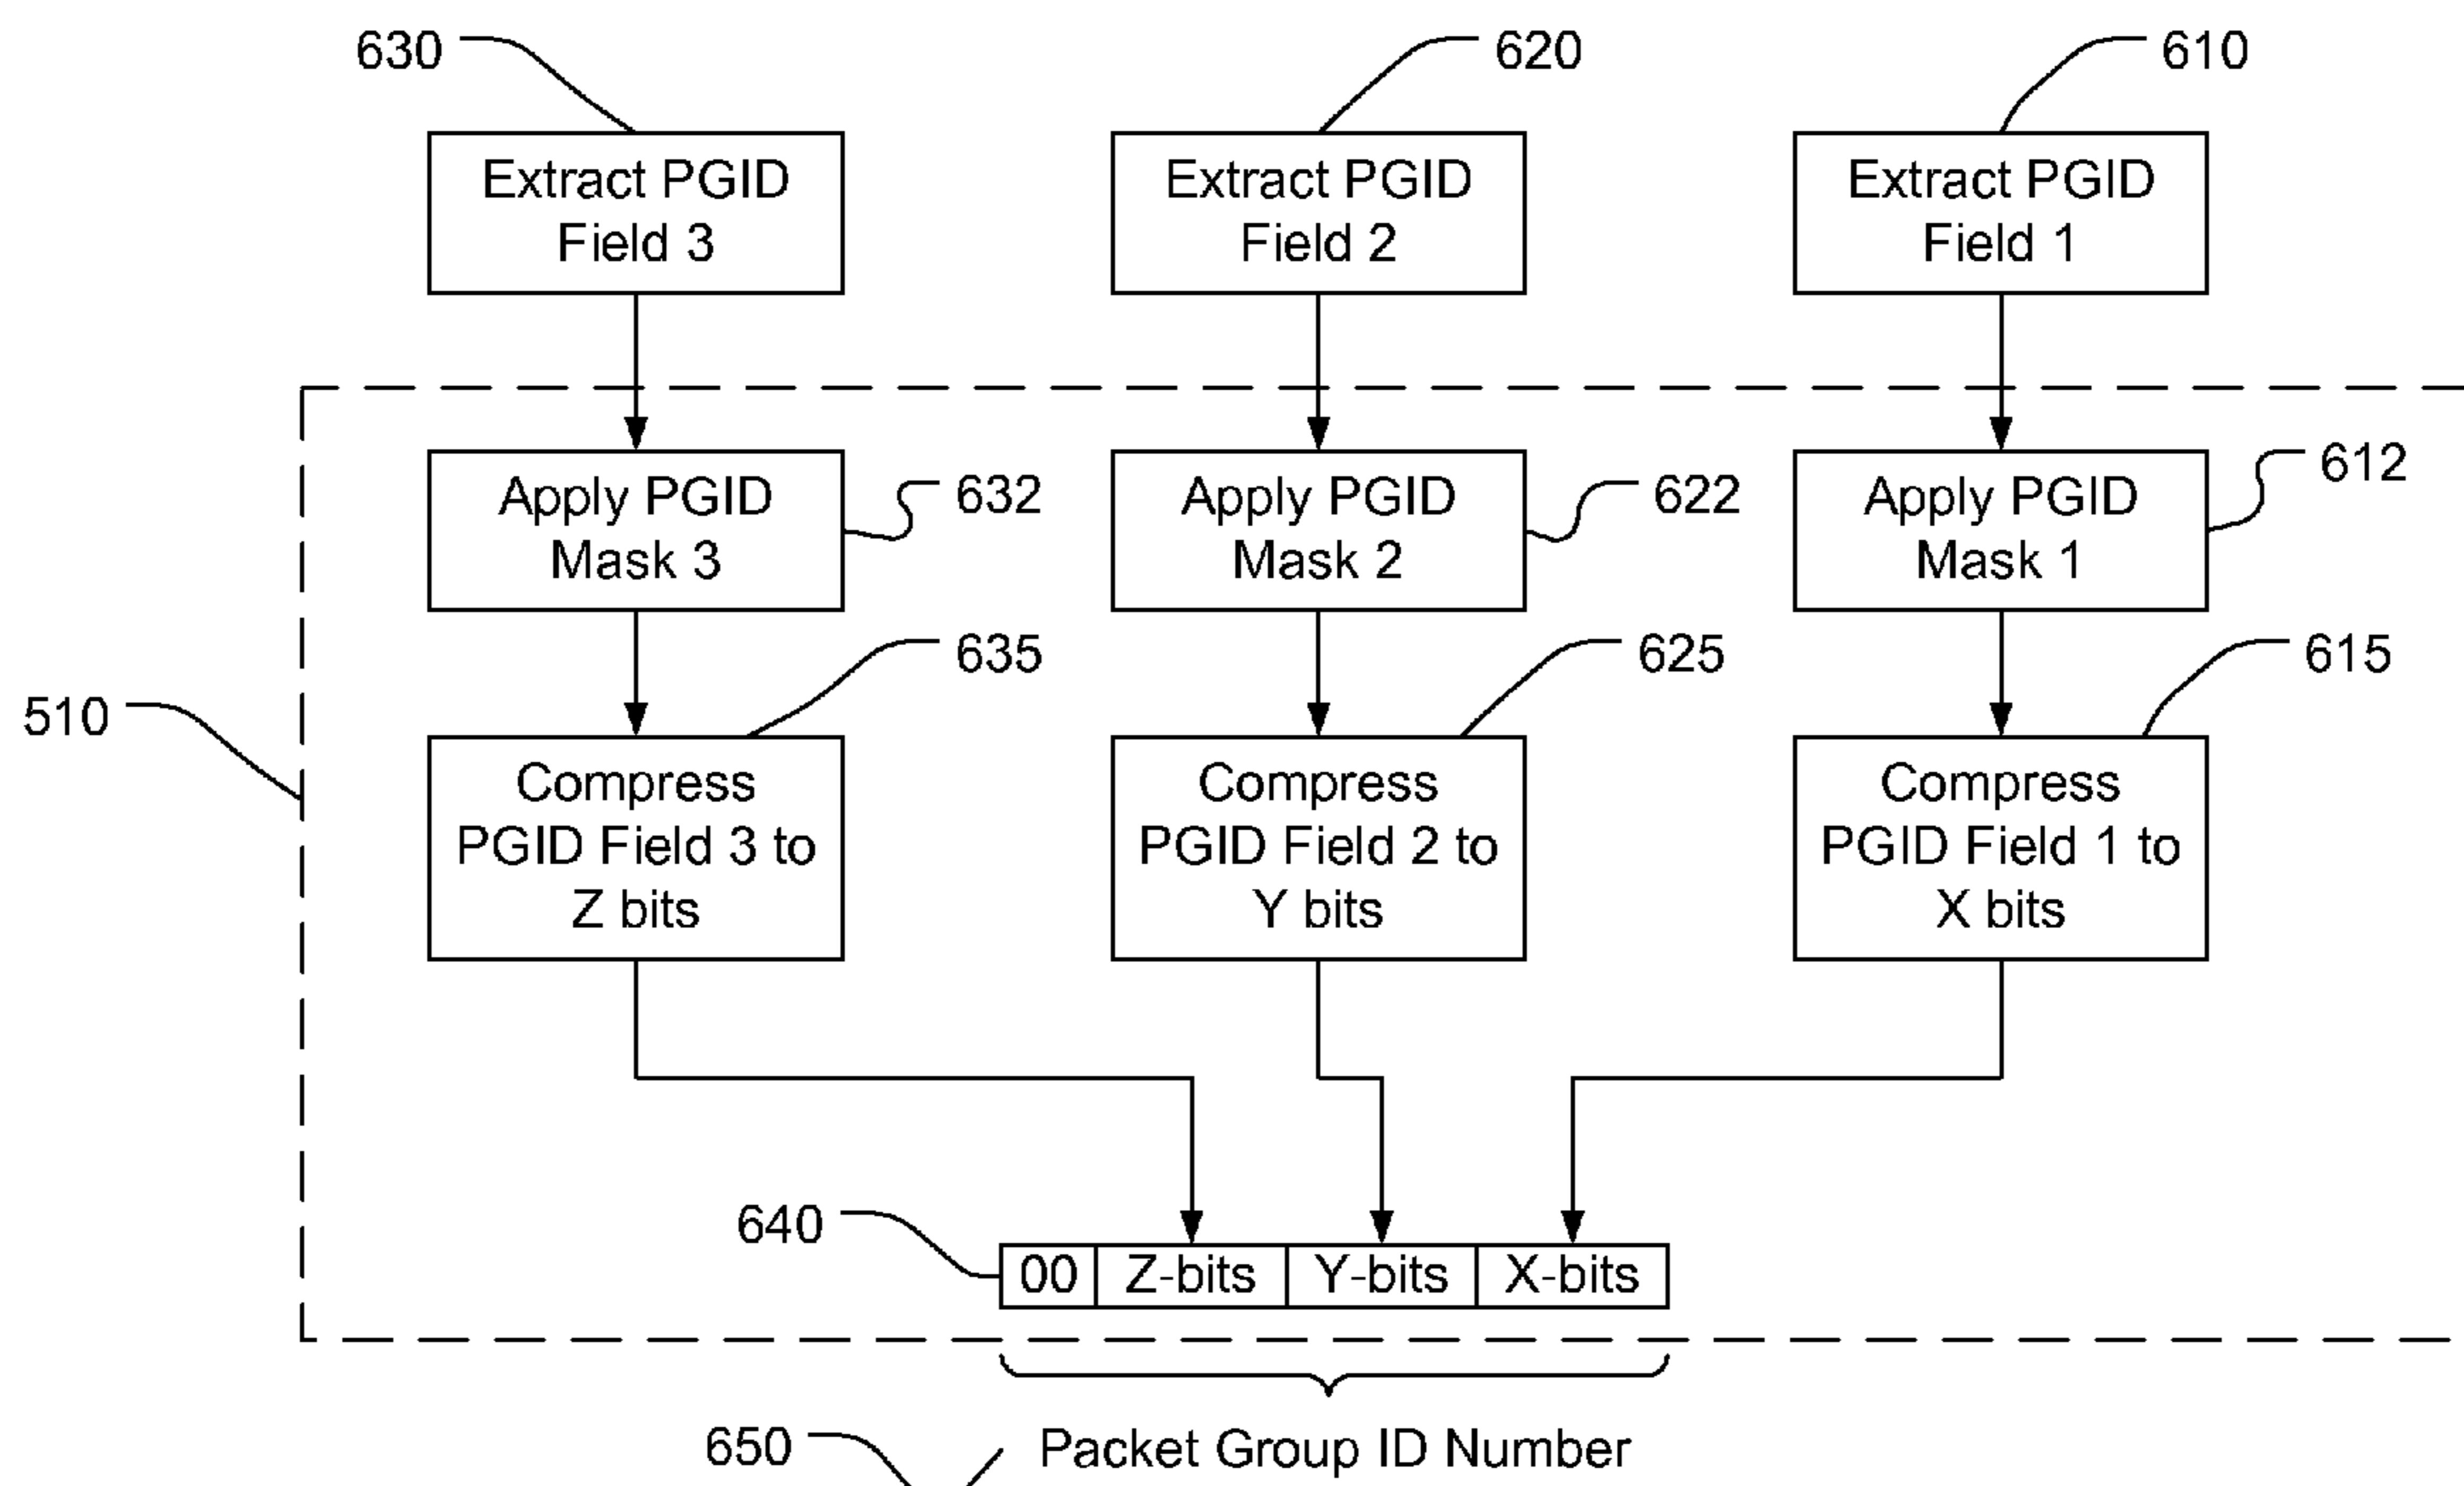 630
620
610
Extract PGID
Field 3
Extract PGID
Field 2
Extract PGID
Field 1
Apply PGID
Mask 3
632
Apply PGID
Mask 2
622
Apply PGID
Mask 1
612
635
625
615
510
Compress
PGID Field 3 to
Z bits
Compress
PGID Field 2 to
Y bits
Compress
PGID Field 1 to
X bits
640
00
Z-bits
Y-bits
X-bits
650
Packet Group ID Number